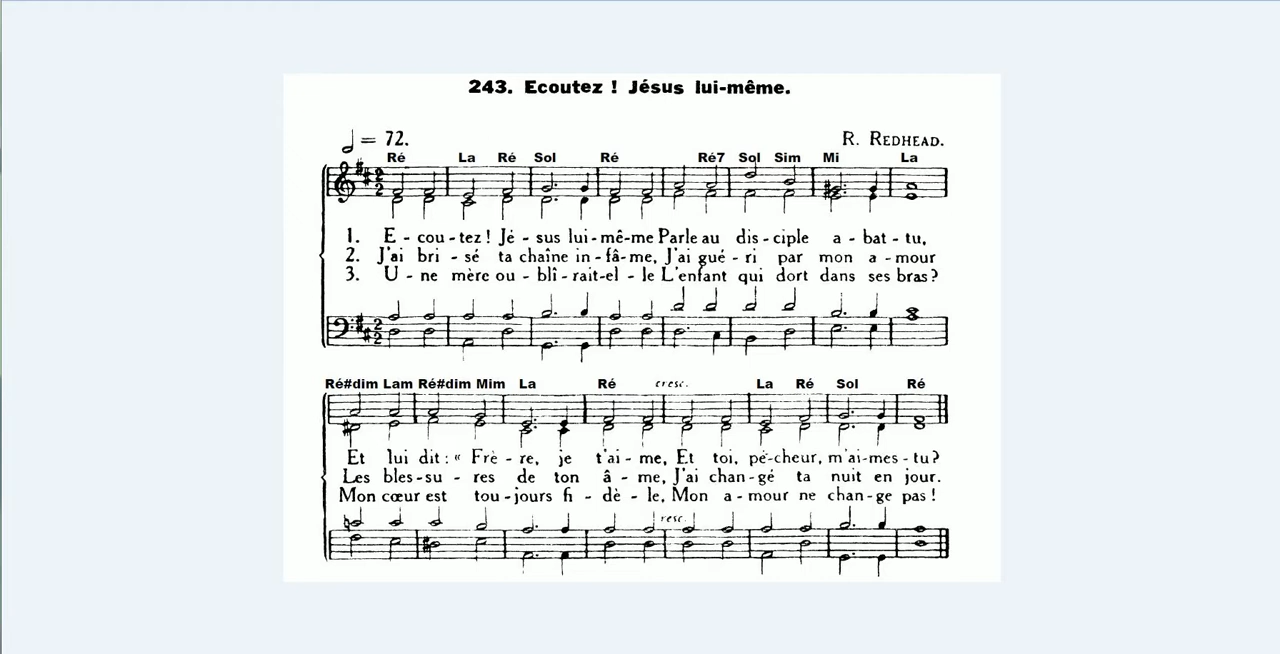 243. Ecoutez ! Jésus lui-même.
𝅗𝅥 = 72. R. REDHEAD.
Ré La Ré Sol Ré Ré7 Sol Sim Mi La
1. E - cou - tez ! Jé - sus lui - mê - me Parle au dis - ciple a - bat - tu,
2. J'ai bri - sé ta chaîne in - fâ - me, J'ai gué - ri par mon a - mour
3. U - ne mère ou - blî - rait-el - le L'enfant qui dort dans ses bras ?
Ré#dim Lam Ré#dim Mim La Ré cresc. La Ré Sol Ré
Et lui dit : « Frè - re, je t'ai - me, Et toi, pé-cheur, m'ai-mes - tu ?
Les bles - su - res de ton â - me, J'ai chan - gé ta nuit en jour.
Mon cœur est tou - jours fi - dè - le, Mon a - mour ne chan - ge pas !
resc.